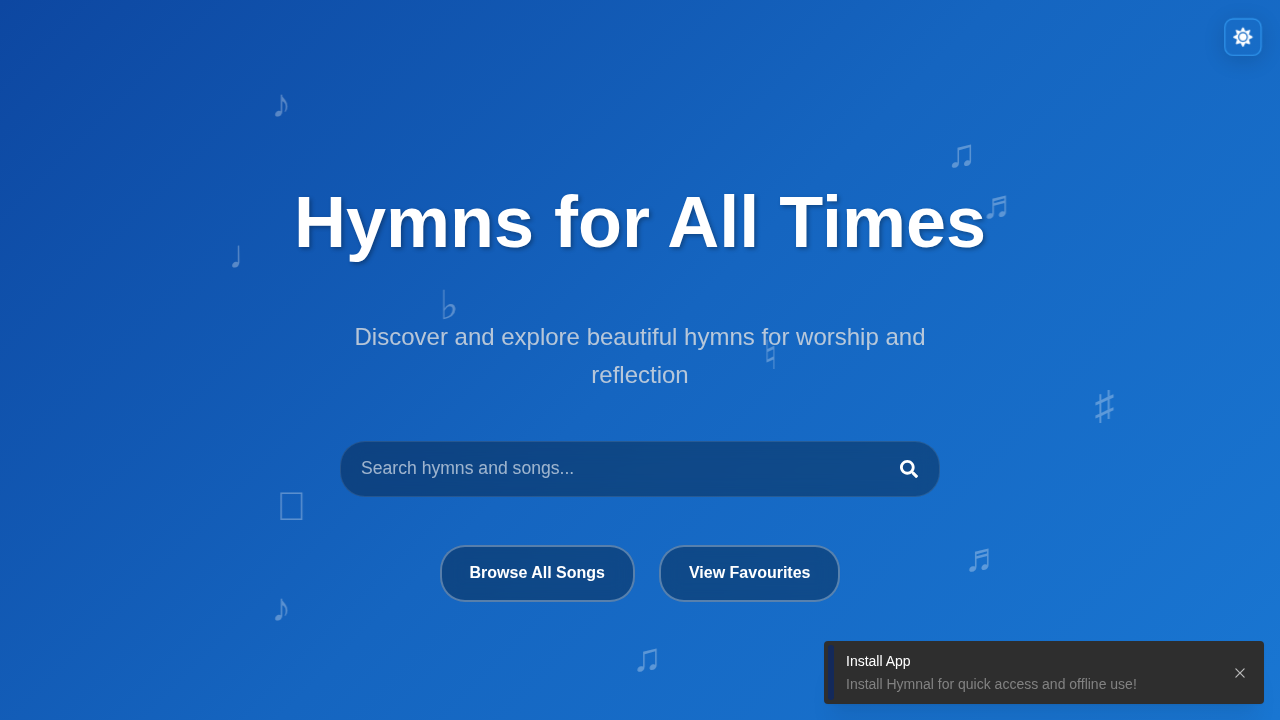 Hymns for All Times
Discover and explore beautiful hymns for worship and
reflection
Search hymns and songs...
Browse All Songs
View Favourites
Install App
Install Hymnal for quick access and offline use!